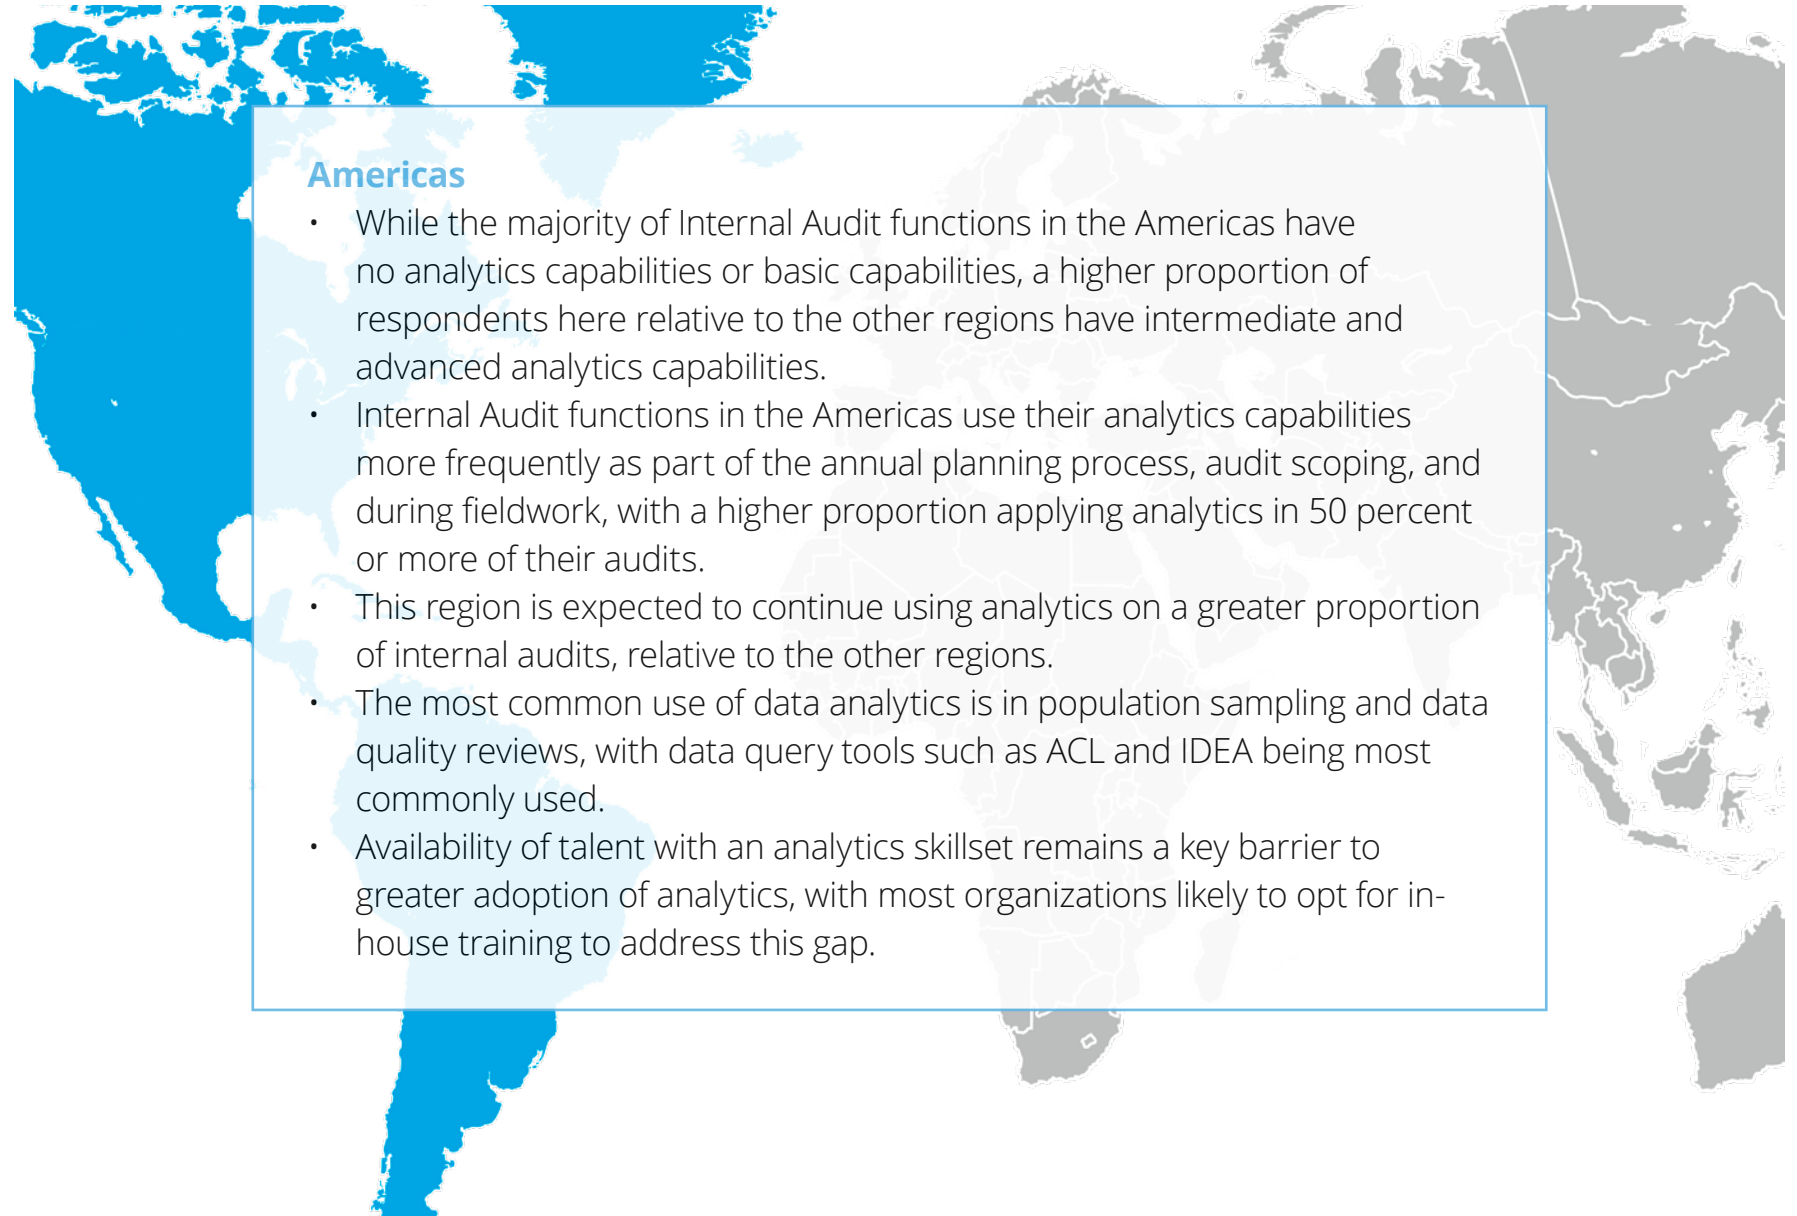 Americas
• While the majority of Internal Audit functions in the Americas have
no analytics capabilities or basic capabilities, a higher proportion of
respondents here relative to the other regions have intermediate and
advanced analytics capabilities.
• Internal Audit functions in the Americas use their analytics capabilities
more frequently as part of the annual planning process, audit scoping, and
during fieldwork, with a higher proportion applying analytics in 50 percent
or more of their audits.
• This region is expected to continue using analytics on a greater proportion
of internal audits, relative to the other regions.
• The most common use of data analytics is in population sampling and data
quality reviews, with data query tools such as ACL and IDEA being most
commonly used.
• Availability of talent with an analytics skillset remains a key barrier to
greater adoption of analytics, with most organizations likely to opt for in-
house training to address this gap.